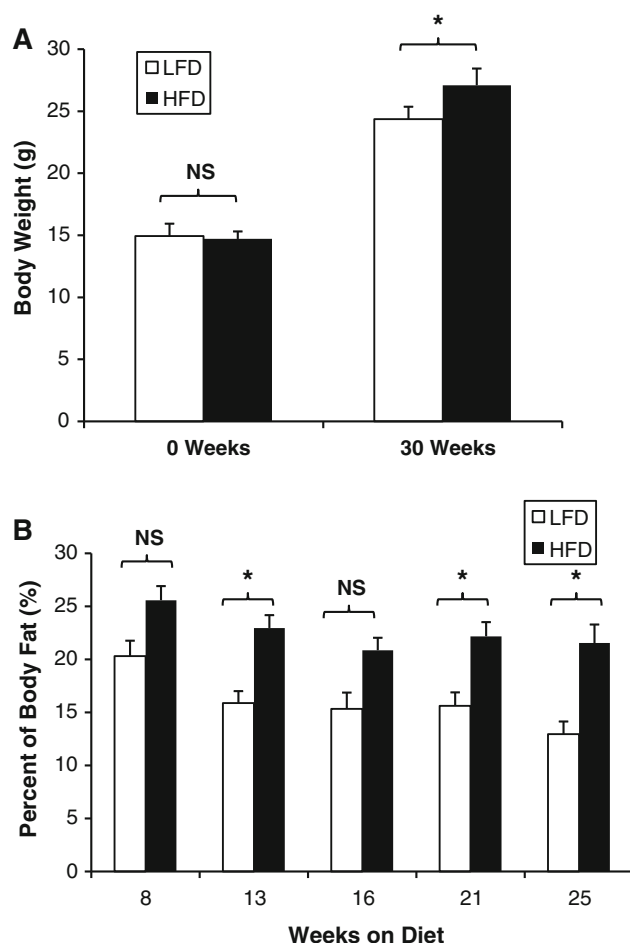 A
LFD
HFD
NS
*
Body Weight (g)
30
25
20
15
10
5
0
0 Weeks
30 Weeks
B
LFD
HFD
NS
*
NS
*
*
Percent of Body Fat (%)
30
25
20
15
10
5
0
8 13 16 21 25
Weeks on Diet